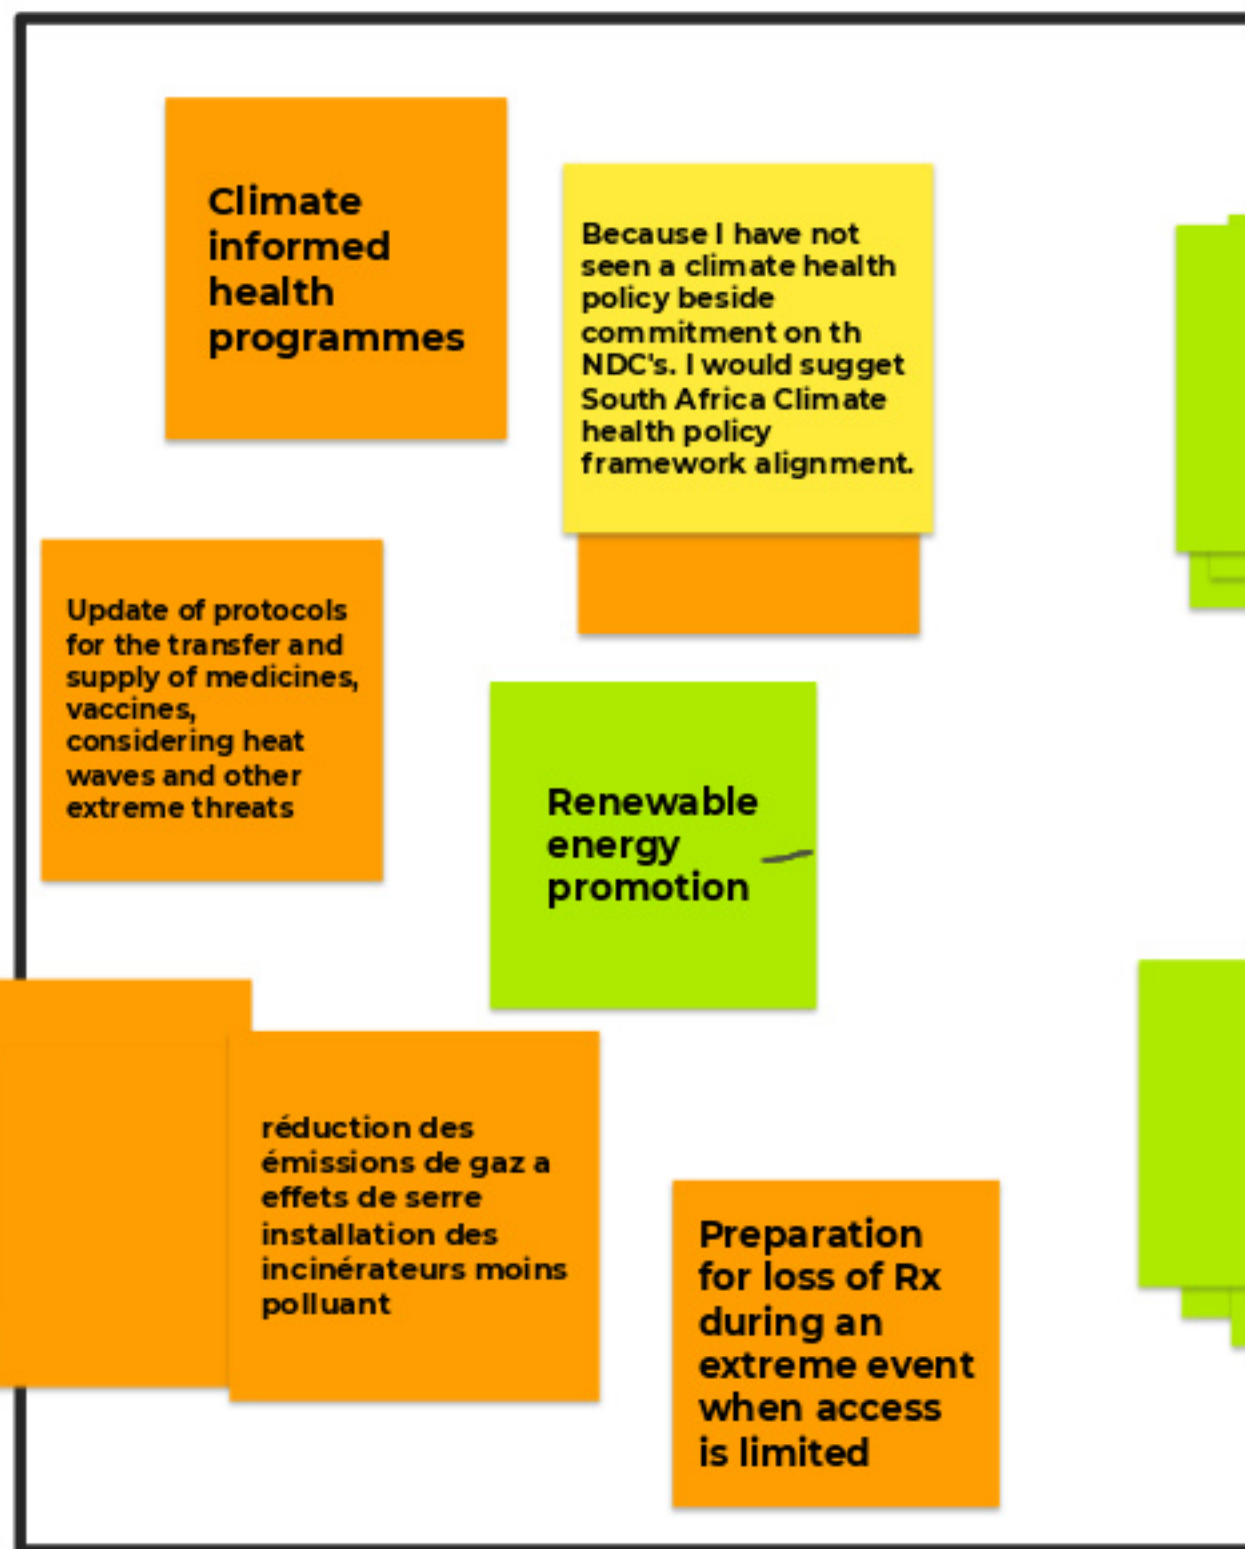 Climate
informed
health
programmes
Because I have not
seen a climate health
policy beside
commitment on th
NDC's. I would sugget
South Africa Climate
health policy
framework alignment.
Update of protocols
for the transfer and
supply of medicines,
vaccines,
considering heat
waves and other
extreme threats
Renewable
energy
promotion
réduction des
émissions de gaz a
effets de serre
installation des
incinérateurs moins
polluant
Preparation
for loss of Rx
during an
extreme event
when access
is limited